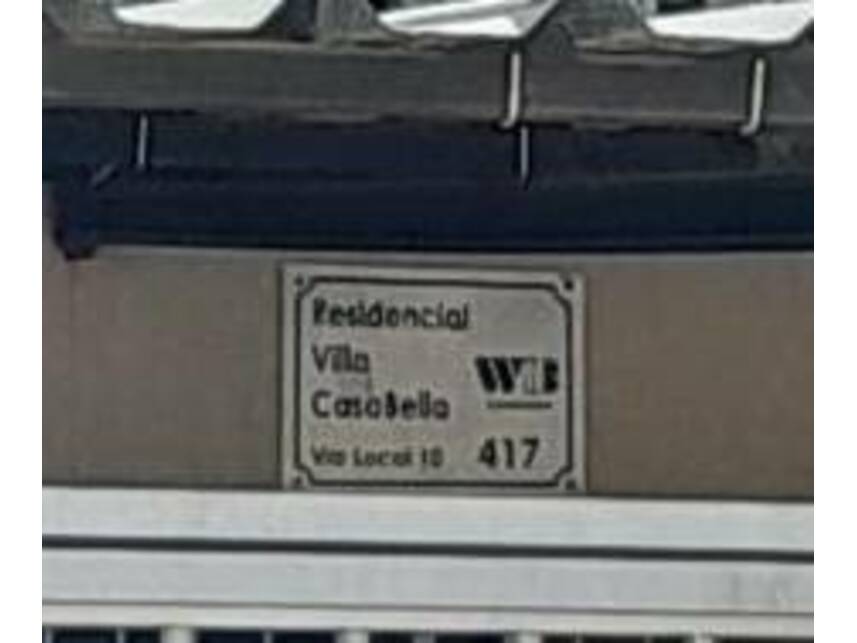 Residencial
Villa
CasaBella
WB
Via Local 10
417